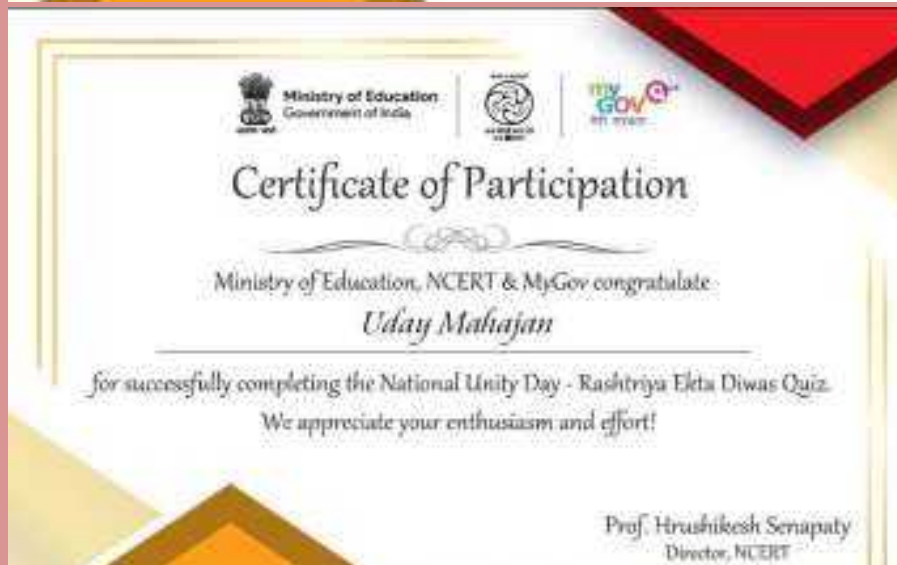 Ministry of Education
Government of India
my
GOV
Certificate of Participation
Ministry of Education, NCERT & MyGov congratulate
Uday Mahajan
for successfully completing the National Unity Day - Rashtriya Ekta Diwas Quiz.
We appreciate your enthusiasm and effort!
Prof. Hrushikesh Senapaty
Director, NCERT